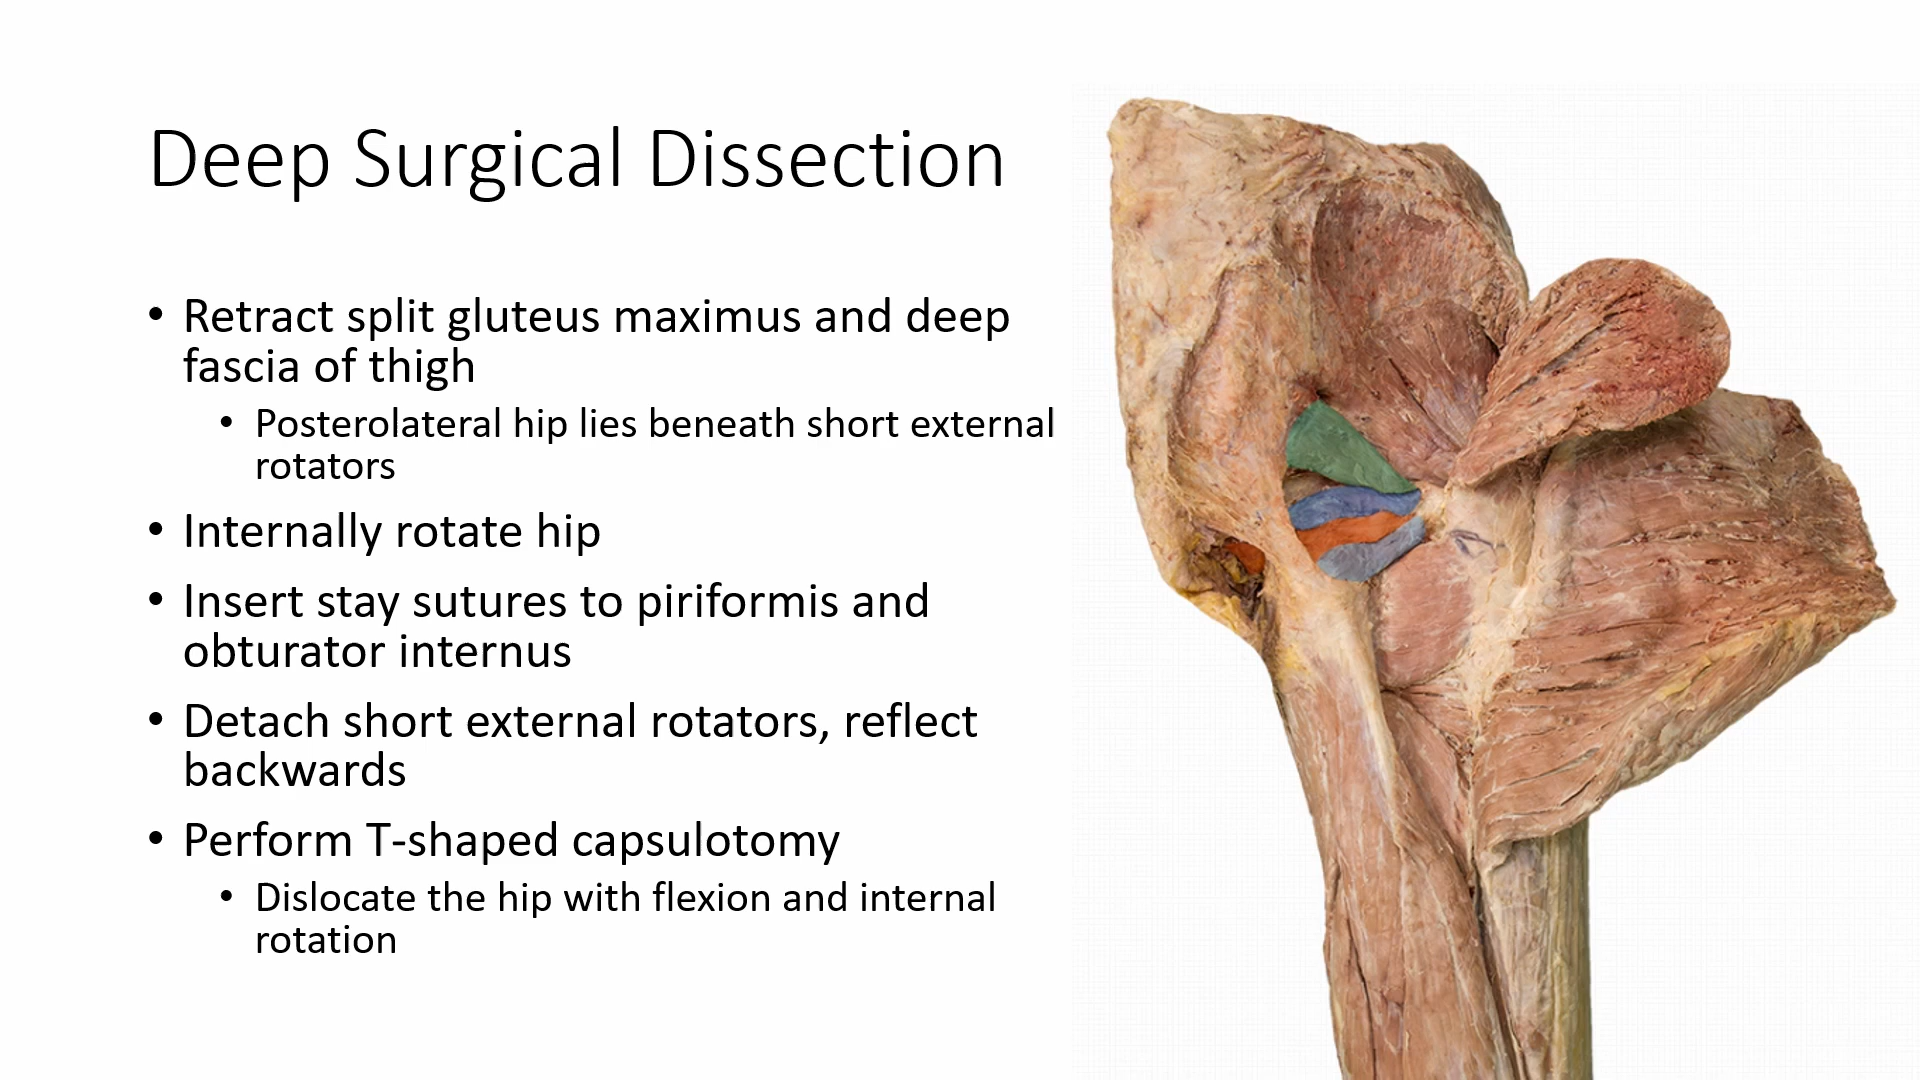 Deep Surgical Dissection
• Retract split gluteus maximus and deep
fascia of thigh
• Posterolateral hip lies beneath short external
rotators
• Internally rotate hip
• Insert stay sutures to piriformis and
obturator internus
• Detach short external rotators, reflect
backwards
• Perform T-shaped capsulotomy
• Dislocate the hip with flexion and internal
rotation